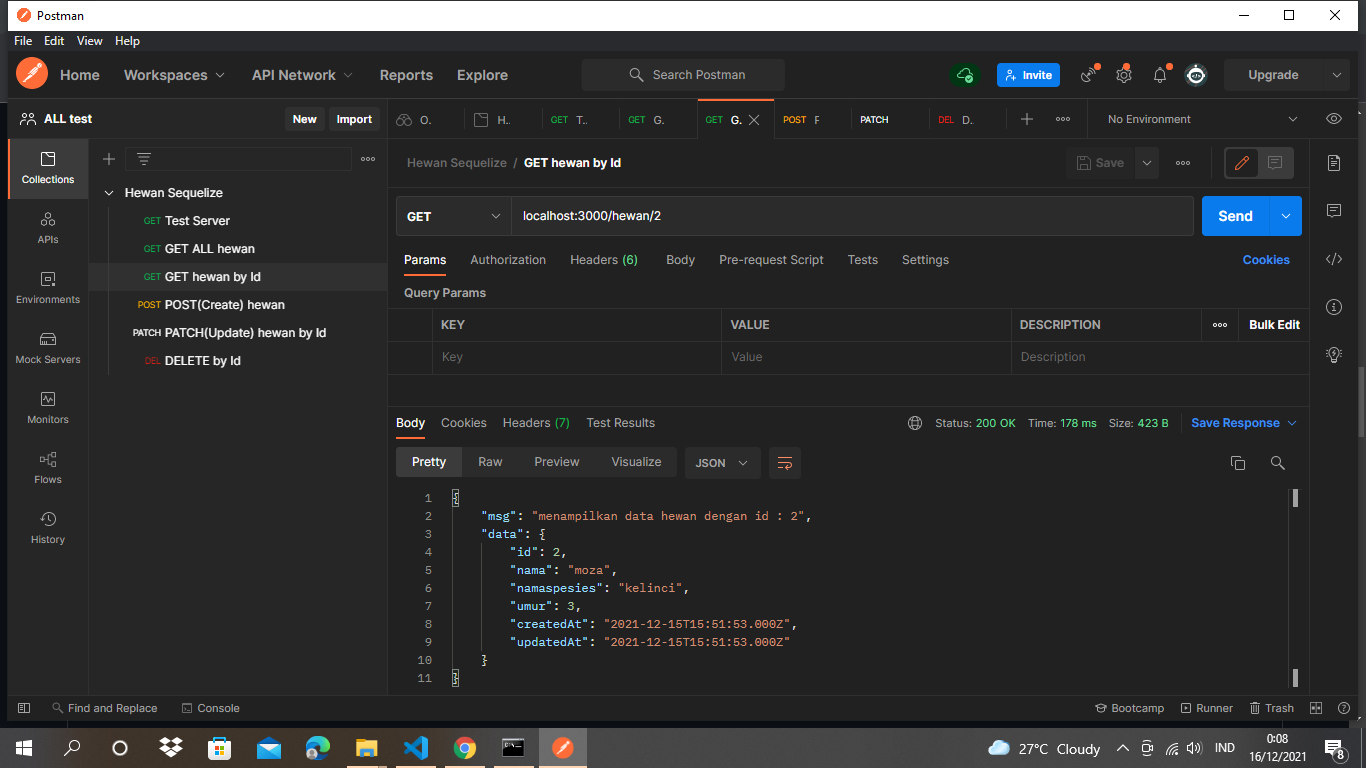 Postman
File Edit View Help
Home Workspaces API Network Reports Explore Search Postman Invite Upgrade
ALL test New Import O. H. GET T.. GET G. GET G. POST F PATCH DEL D. No Environment
Collections
APIs
Environments
Mock Servers
Monitors
Flows
History
Hewan Sequelize
GET Test Server
GET GET ALL hewan
GET GET hewan by Id
POST POST(Create) hewan
PATCH PATCH(Update) hewan by Id
DEL DELETE by Id
Hewan Sequelize / GET hewan by Id Save
GET localhost:3000/hewan/2 Send
Params Authorization Headers (6) Body Pre-request Script Tests Settings Cookies
Query Params
KEY VALUE DESCRIPTION Bulk Edit
Key Value Description
Body Cookies Headers (7) Test Results Status: 200 OK Time: 178 ms Size: 423 B Save Response
Pretty Raw Preview Visualize JSON
1 {
2 "msg": "menampilkan data hewan dengan id : 2",
3 "data": {
4 "id": 2,
5 "nama": "moza",
6 "namaspesies": "kelinci",
7 "umur": 3,
8 "createdAt": "2021-12-15T15:51:53.000Z",
9 "updatedAt": "2021-12-15T15:51:53.000Z"
10 }
11 }
Find and Replace Console Bootcamp Runner Trash
27°C Cloudy IND 0:08
16/12/2021 8